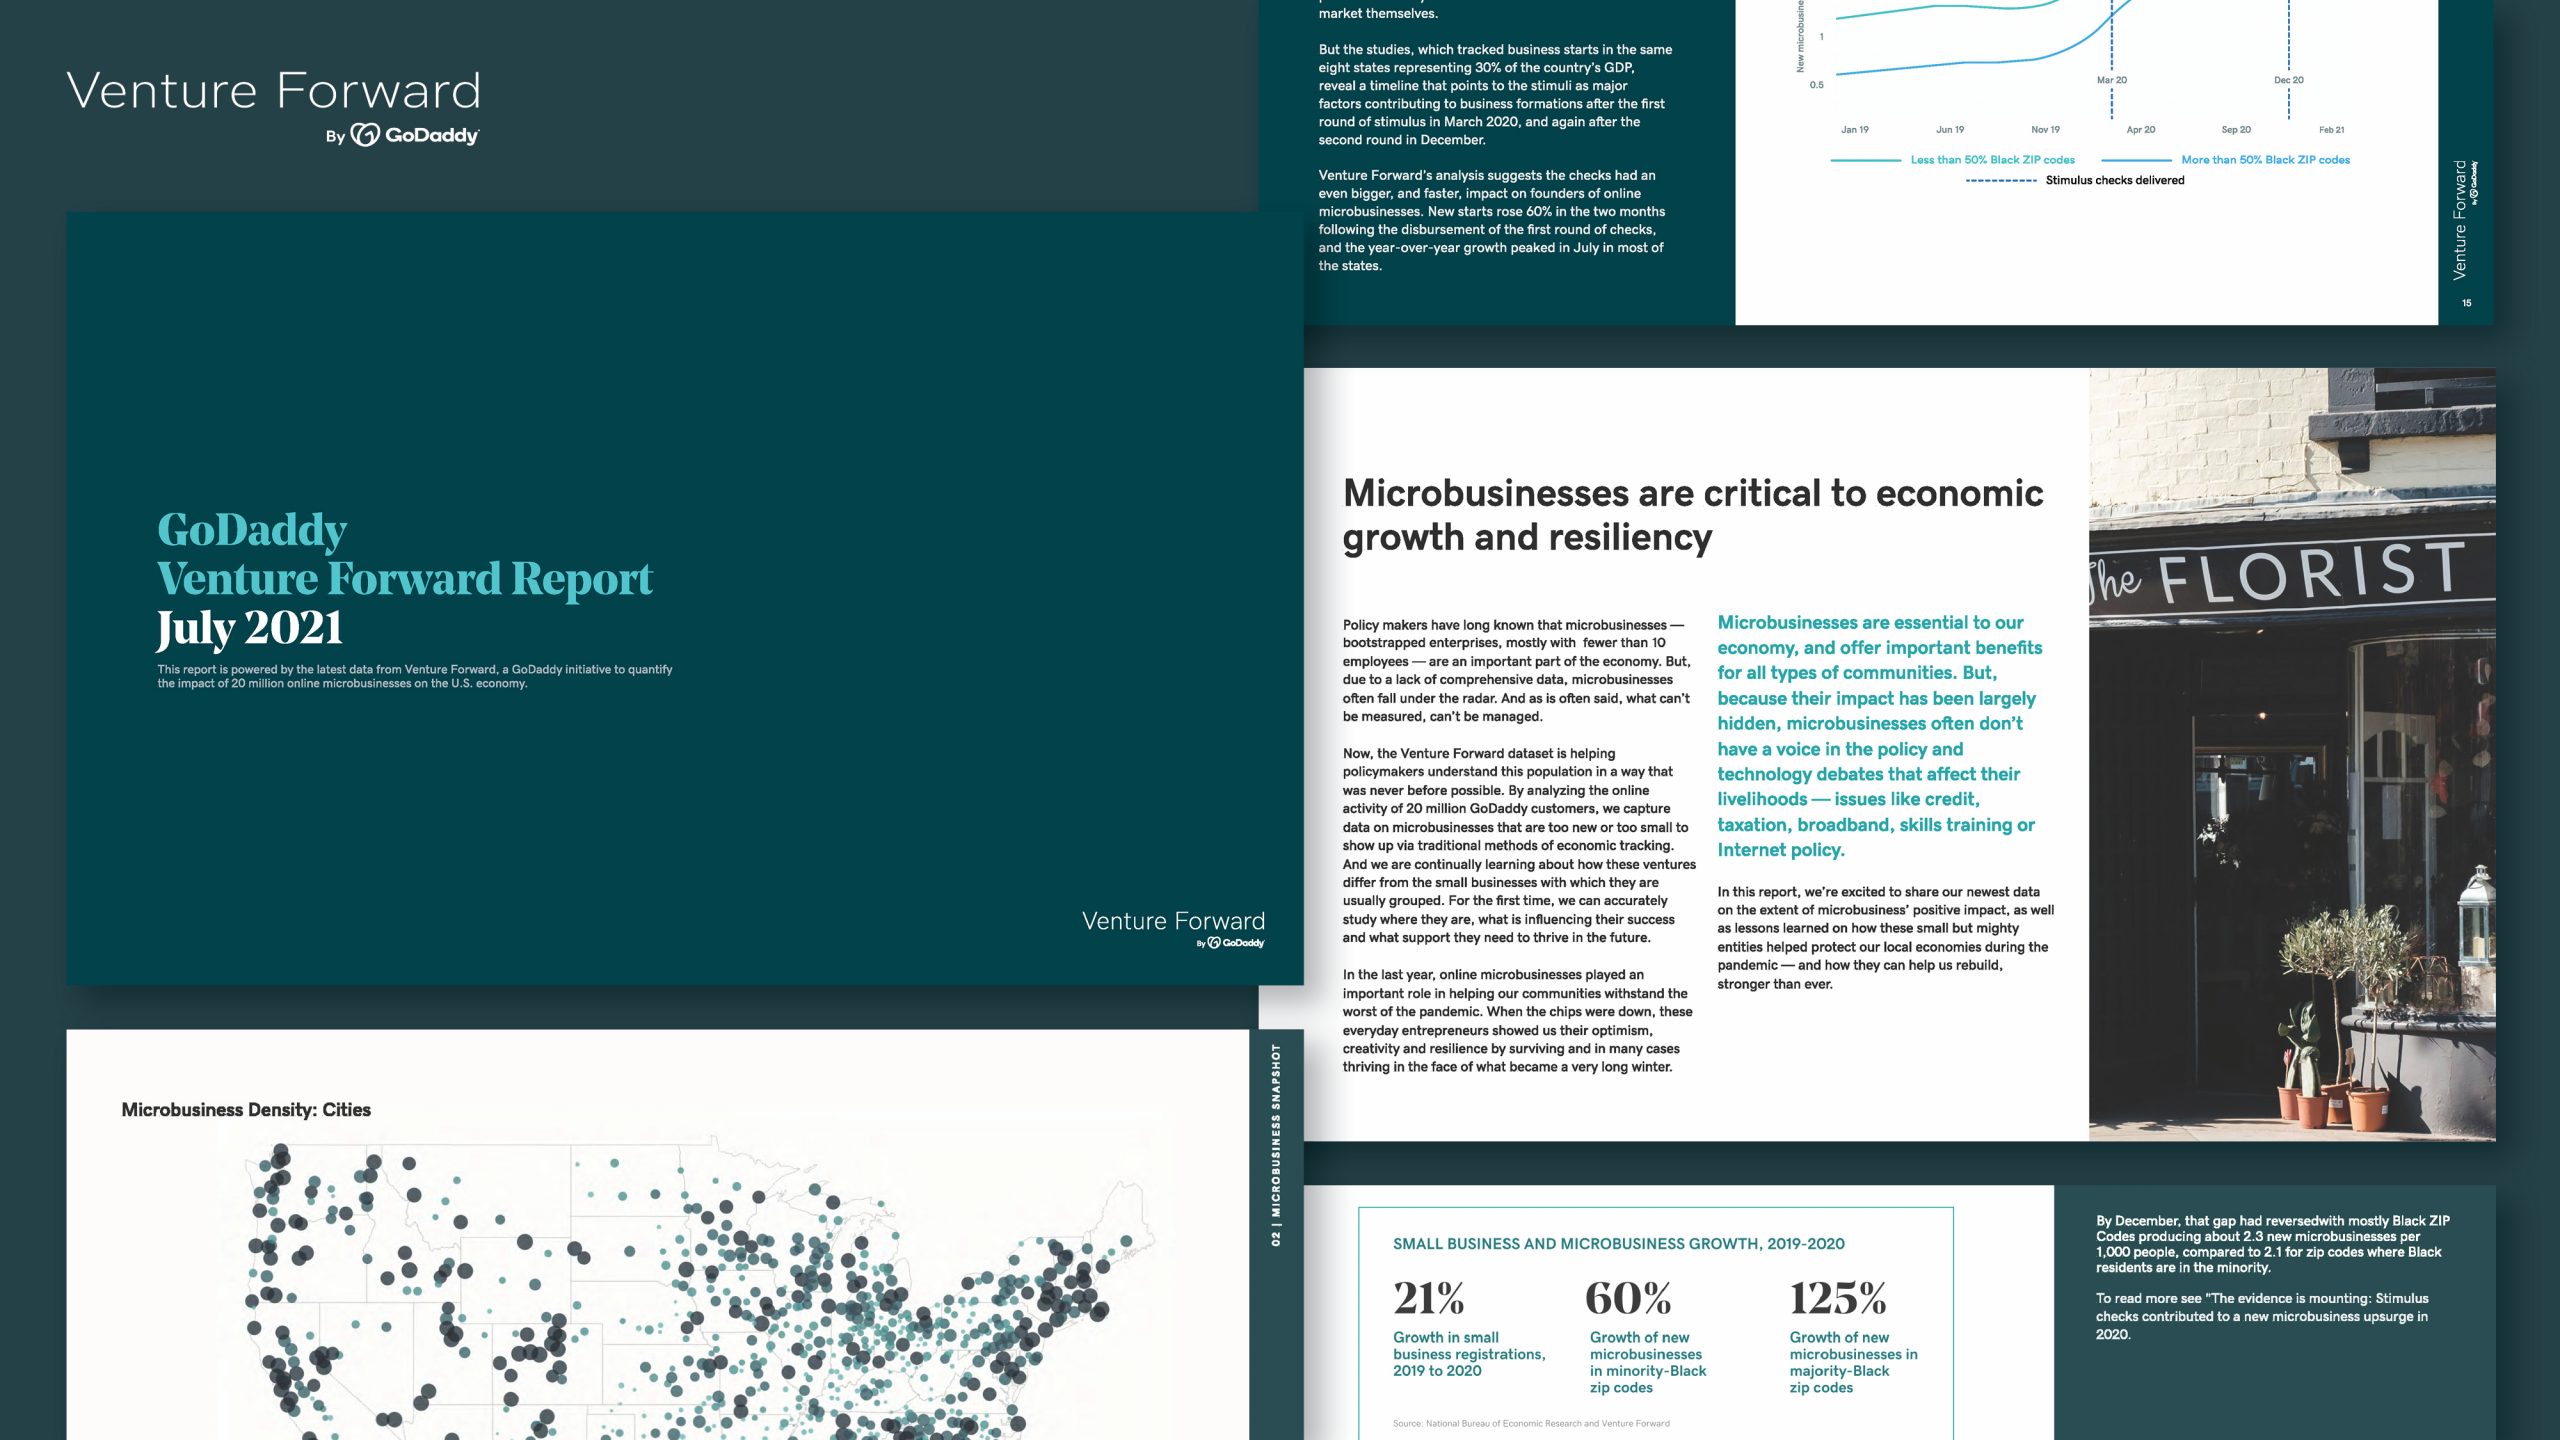 Venture Forward
By GoDaddy
GoDaddy
Venture Forward Report
July 2021
This report is powered by the latest data from Venture Forward, a GoDaddy initiative to quantify
the impact of 20 million online microbusinesses on the U.S. economy.
Venture Forward
By GoDaddy
Microbusiness Density: Cities
02 | MICROBUSINESS SNAPSHOT
market themselves.
But the studies, which tracked business starts in the same
eight states representing 30% of the country's GDP,
reveal a timeline that points to the stimuli as major
factors contributing to business formations after the first
round of stimulus in March 2020, and again after the
second round in December.
Venture Forward's analysis suggests the checks had an
even bigger, and faster, impact on founders of online
microbusinesses. New starts rose 60% in the two months
following the disbursement of the first round of checks,
and the year-over-year growth peaked in July in most of
the states.
New
1
0.5
Mar 20
Dec 20
Jan 19
Jun 19
Nov 19
Apr 20
Sep 20
Feb 21
Less than 50% Black ZIP codes
More than 50% Black ZIP codes
Stimulus checks delivered
Venture Forward
By GoDaddy
15
Microbusinesses are critical to economic
growth and resiliency
Policy makers have long known that microbusinesses —
bootstrapped enterprises, mostly with fewer than 10
employees — are an important part of the economy. But,
due to a lack of comprehensive data, microbusinesses
often fall under the radar. And as is often said, what can't
be measured, can't be managed.
Now, the Venture Forward dataset is helping
policymakers understand this population in a way that
was never before possible. By analyzing the online
activity of 20 million GoDaddy customers, we capture
data on microbusinesses that are too new or too small to
show up via traditional methods of economic tracking.
And we are continually learning about how these ventures
differ from the small businesses with which they are
usually grouped. For the first time, we can accurately
study where they are, what is influencing their success
and what support they need to thrive in the future.
In the last year, online microbusinesses played an
important role in helping our communities withstand the
worst of the pandemic. When the chips were down, these
everyday entrepreneurs showed us their optimism,
creativity and resilience by surviving and in many cases
thriving in the face of what became a very long winter.
Microbusinesses are essential to our
economy, and offer important benefits
for all types of communities. But,
because their impact has been largely
hidden, microbusinesses often don't
have a voice in the policy and
technology debates that affect their
livelihoods — issues like credit,
taxation, broadband, skills training or
Internet policy.
In this report, we're excited to share our newest data
on the extent of microbusiness' positive impact, as well
as lessons learned on how these small but mighty
entities helped protect our local economies during the
pandemic — and how they can help us rebuild,
stronger than ever.
The FLORIST
SMALL BUSINESS AND MICROBUSINESS GROWTH, 2019-2020
21%
Growth in small
business registrations,
2019 to 2020
60%
Growth of new
microbusinesses
in minority-Black
zip codes
125%
Growth of new
microbusinesses in
majority-Black
zip codes
Source: National Bureau of Economic Research and Venture Forward
By December, that gap had reversedwith mostly Black ZIP
Codes producing about 2.3 new microbusinesses per
1,000 people, compared to 2.1 for zip codes where Black
residents are in the minority.
To read more see "The evidence is mounting: Stimulus
checks contributed to a new microbusiness upsurge in
2020.